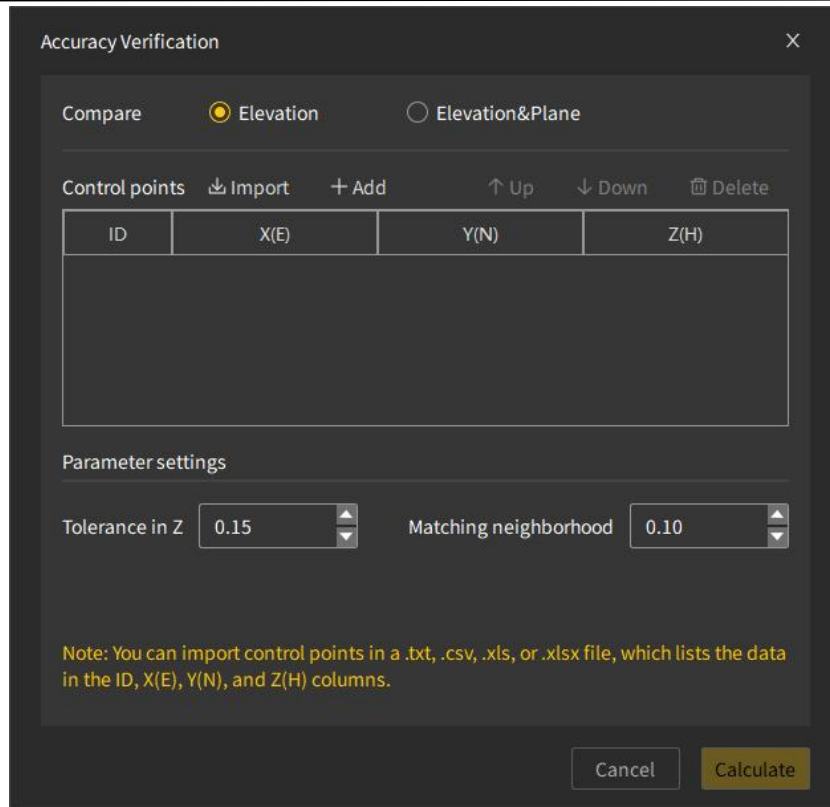 Accuracy Verification X
Compare Elevation Elevation&Plane
Control points Import + Add ↑ Up ↓ Down Delete
ID X(E) Y(N) Z(H)
Parameter settings
Tolerance in Z 0.15 Matching neighborhood 0.10
Note: You can import control points in a .txt, .csv, .xls, or .xlsx file, which lists the data
in the ID, X(E), Y(N), and Z(H) columns.
Cancel Calculate